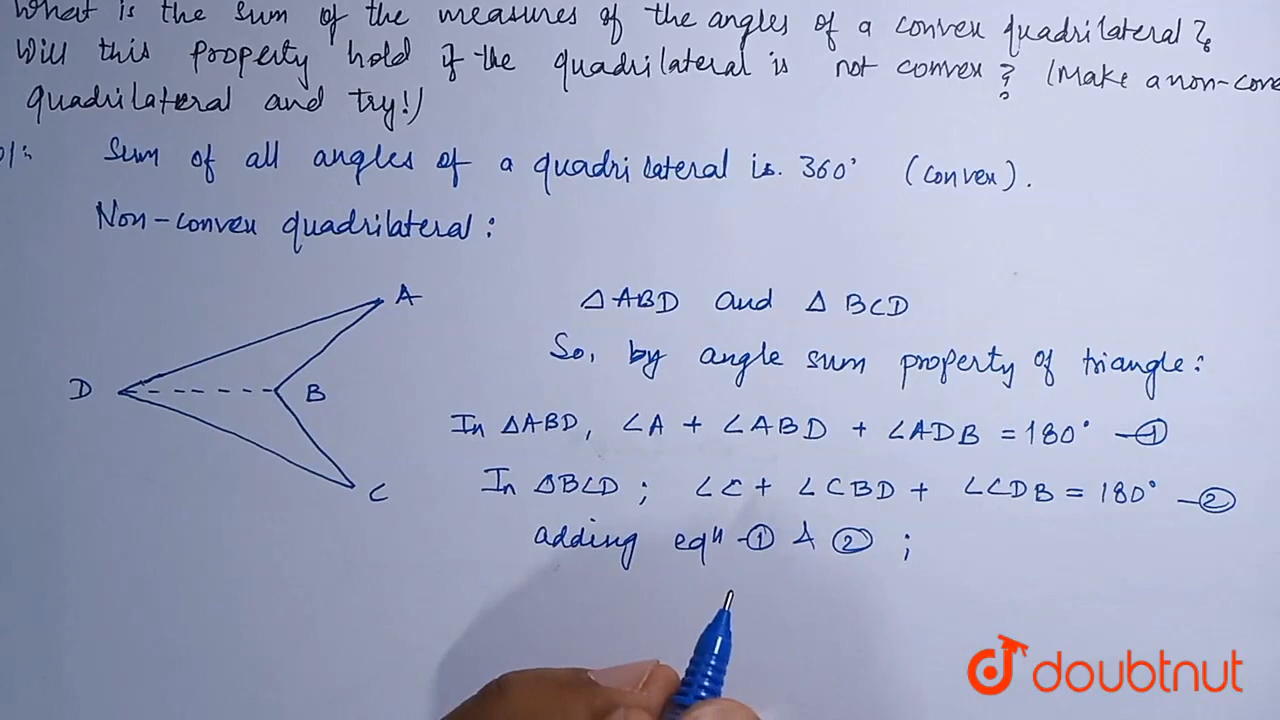 What is the sum of the measures of the angles of a convex quadrilateral?
Will this property hold if the quadrilateral is not convex? (Make a non-conve
quadrilateral and try!)
ol:
Sum of all angles of a quadrilateral is. 360° (convex).
Non-convex quadrilateral:
A
D
B
C
△ABD and △ BCD
So, by angle sum property of triangle:
In △ABD, ∠A + ∠ABD + ∠ADB = 180° —①
In △BCD ; ∠C + ∠CBD + ∠CDB = 180° —②
adding eqⁿ —① & ② ;
doubtnut